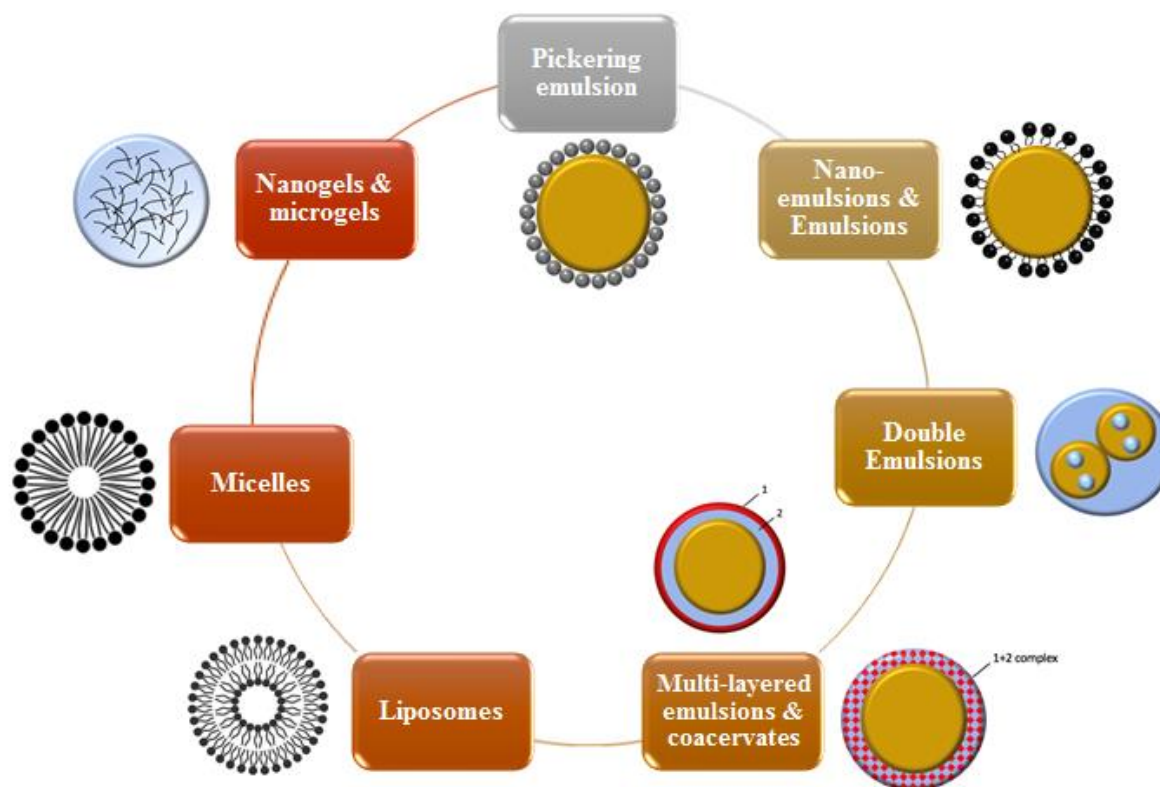 Pickering
emulsion
Nanogels &
microgels
Nano-
emulsions &
Emulsions
Micelles
Double
Emulsions
1
2
Liposomes
Multi-layered
emulsions &
coacervates
1+2 complex